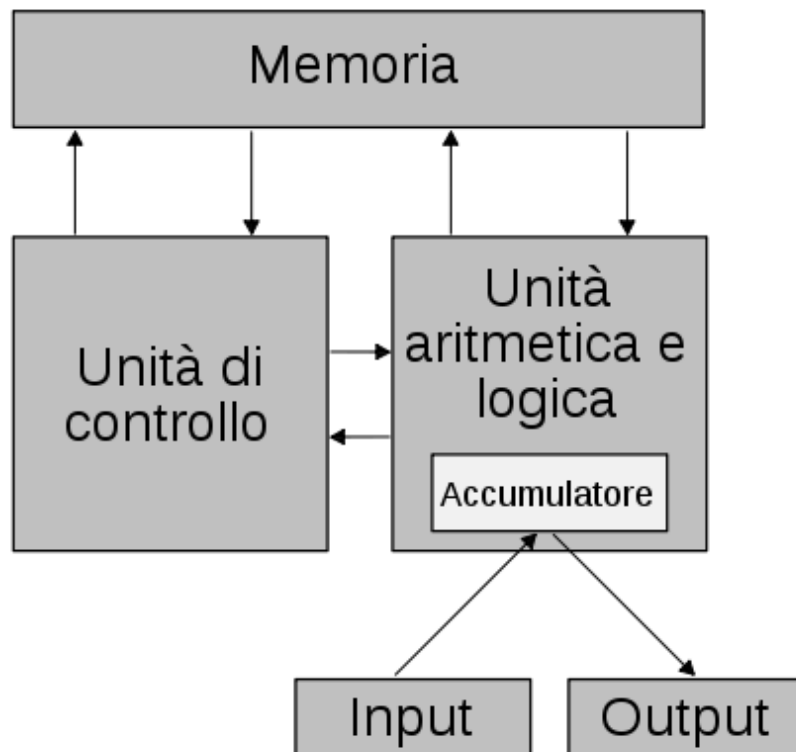 Memoria
Unità di
controllo
Unità
aritmetica e
logica
Accumulatore
Input
Output